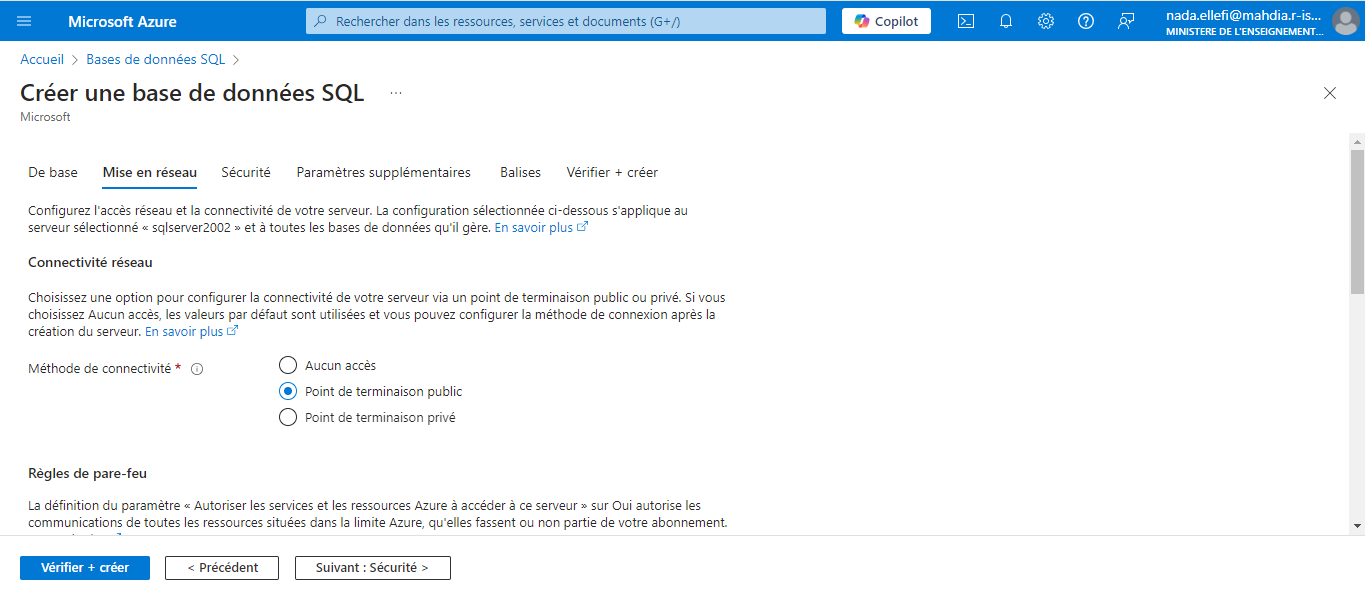 Microsoft Azure
Rechercher dans les ressources, services et documents (G+/)
Copilot
nada.ellefi@mahdia.r-is...
MINISTERE DE L'ENSEIGNEMENT...
Accueil > Bases de données SQL >
Créer une base de données SQL ...
Microsoft
De base Mise en réseau Sécurité Paramètres supplémentaires Balises Vérifier + créer
Configurez l'accès réseau et la connectivité de votre serveur. La configuration sélectionnée ci-dessous s'applique au
serveur sélectionné « sqlserver2002 » et à toutes les bases de données qu'il gère. En savoir plus
Connectivité réseau
Choisissez une option pour configurer la connectivité de votre serveur via un point de terminaison public ou privé. Si vous
choisissez Aucun accès, les valeurs par défaut sont utilisées et vous pouvez configurer la méthode de connexion après la
création du serveur. En savoir plus
Méthode de connectivité *
Aucun accès
Point de terminaison public
Point de terminaison privé
Règles de pare-feu
La définition du paramètre « Autoriser les services et les ressources Azure à accéder à ce serveur » sur Oui autorise les
communications de toutes les ressources situées dans la limite Azure, qu'elles fassent ou non partie de votre abonnement.
Vérifier + créer
< Précédent
Suivant : Sécurité >